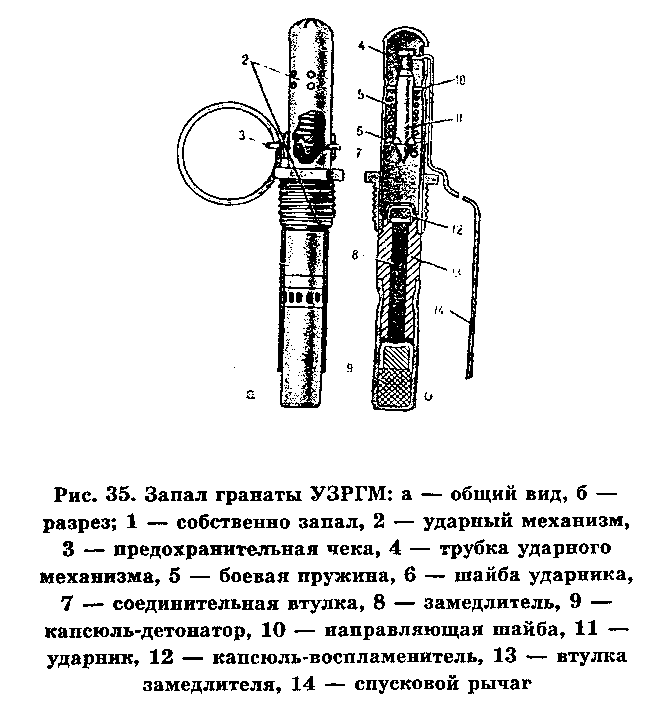 4
2
5
10
3
6
11
7
12
8
13
14
9
а
Рис. 35. Запал гранаты УЗРГМ: а — общий вид, б —
разрез; 1 — собственно запал, 2 — ударный механизм,
3 — предохранительная чека, 4 — трубка ударного
механизма, 5 — боевая пружина, 6 — шайба ударника,
7 — соединительная втулка, 8 — замедлитель, 9 —
капсюль-детонатор, 10 — направляющая шайба, 11 —
ударник, 12 — капсюль-воспламенитель, 13 — втулка
замедлителя, 14 — спусковой рычаг